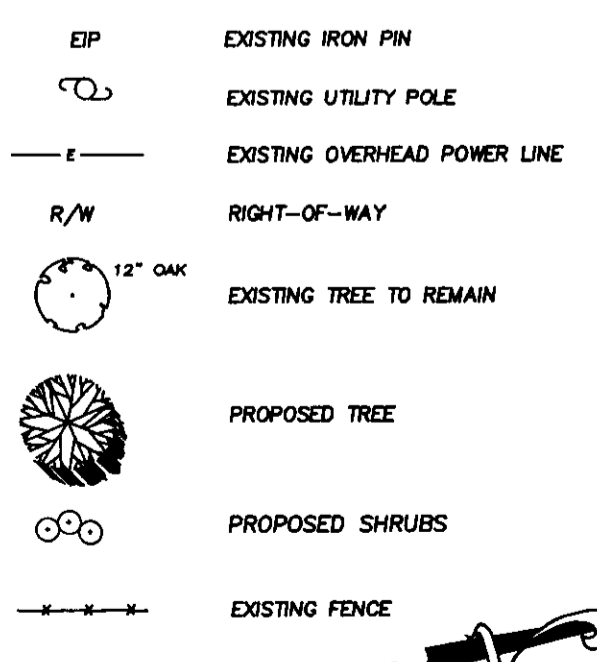 EIP EXISTING IRON PIN
EXISTING UTILITY POLE
E EXISTING OVERHEAD POWER LINE
R/W RIGHT-OF-WAY
12" OAK
EXISTING TREE TO REMAIN
PROPOSED TREE
PROPOSED SHRUBS
x x x EXISTING FENCE